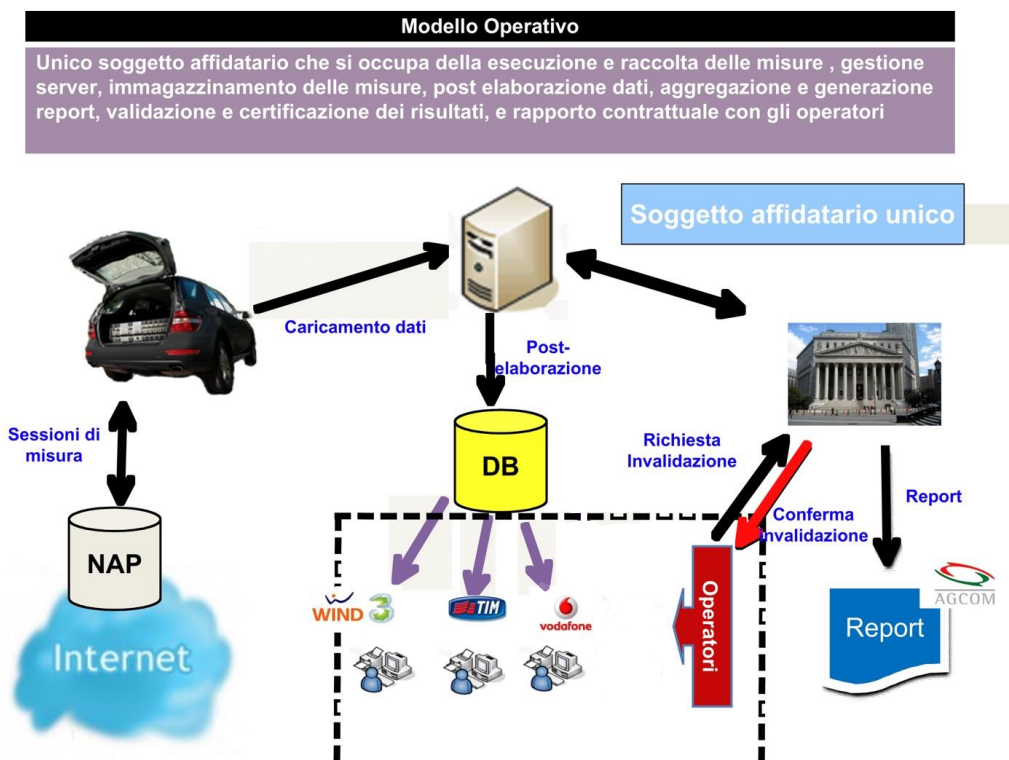 Modello Operativo
Unico soggetto affidatario che si occupa della esecuzione e raccolta delle misure , gestione
server, immagazzinamento delle misure, post elaborazione dati, aggregazione e generazione
report, validazione e certificazione dei risultati, e rapporto contrattuale con gli operatori
Soggetto affidatario unico
Caricamento dati
Post-
elaborazione
Sessioni di
misura
DB
Richiesta
Invalidazione
Report
Conferma
invalidazione
NAP
Internet
WIND 3
TIM
vodafone
Operatori
AGCOM
Report